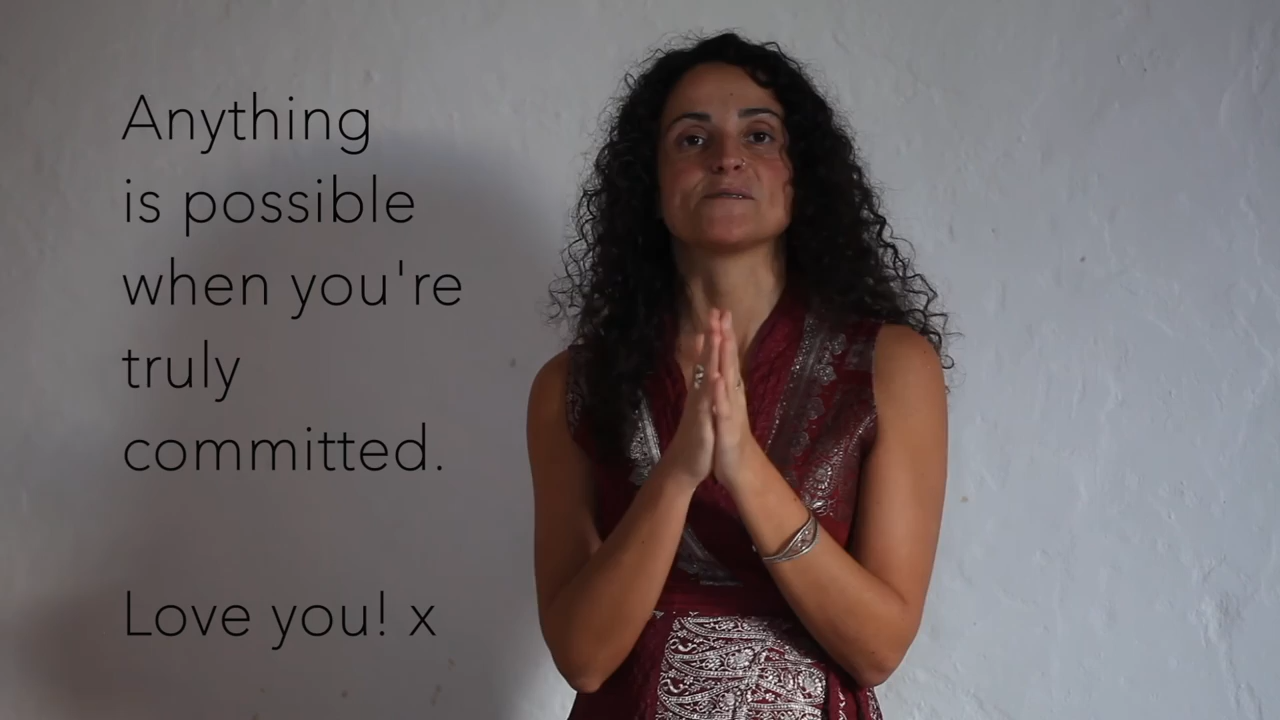 Anything
is possible
when you're
truly
committed.
Love you! x